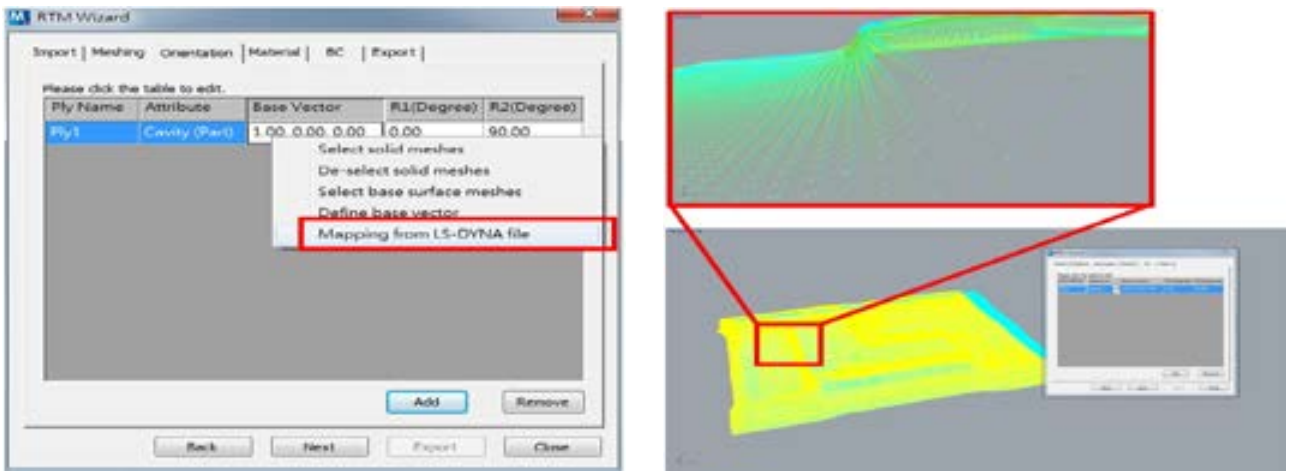 M RTM Wizard
Import | Meshing Orientation | Material | BC | Export |
Please click the table to edit.
Ply Name Attribute Base Vector R1(Degree) R2(Degree)
Ply1 Cavity (Part) 1.00, 0.00, 0.00 0.00 90.00
Select solid meshes
De-select solid meshes
Select base surface meshes
Define base vector
Mapping from LS-DYNA file
Add Remove
Back Next Export Close